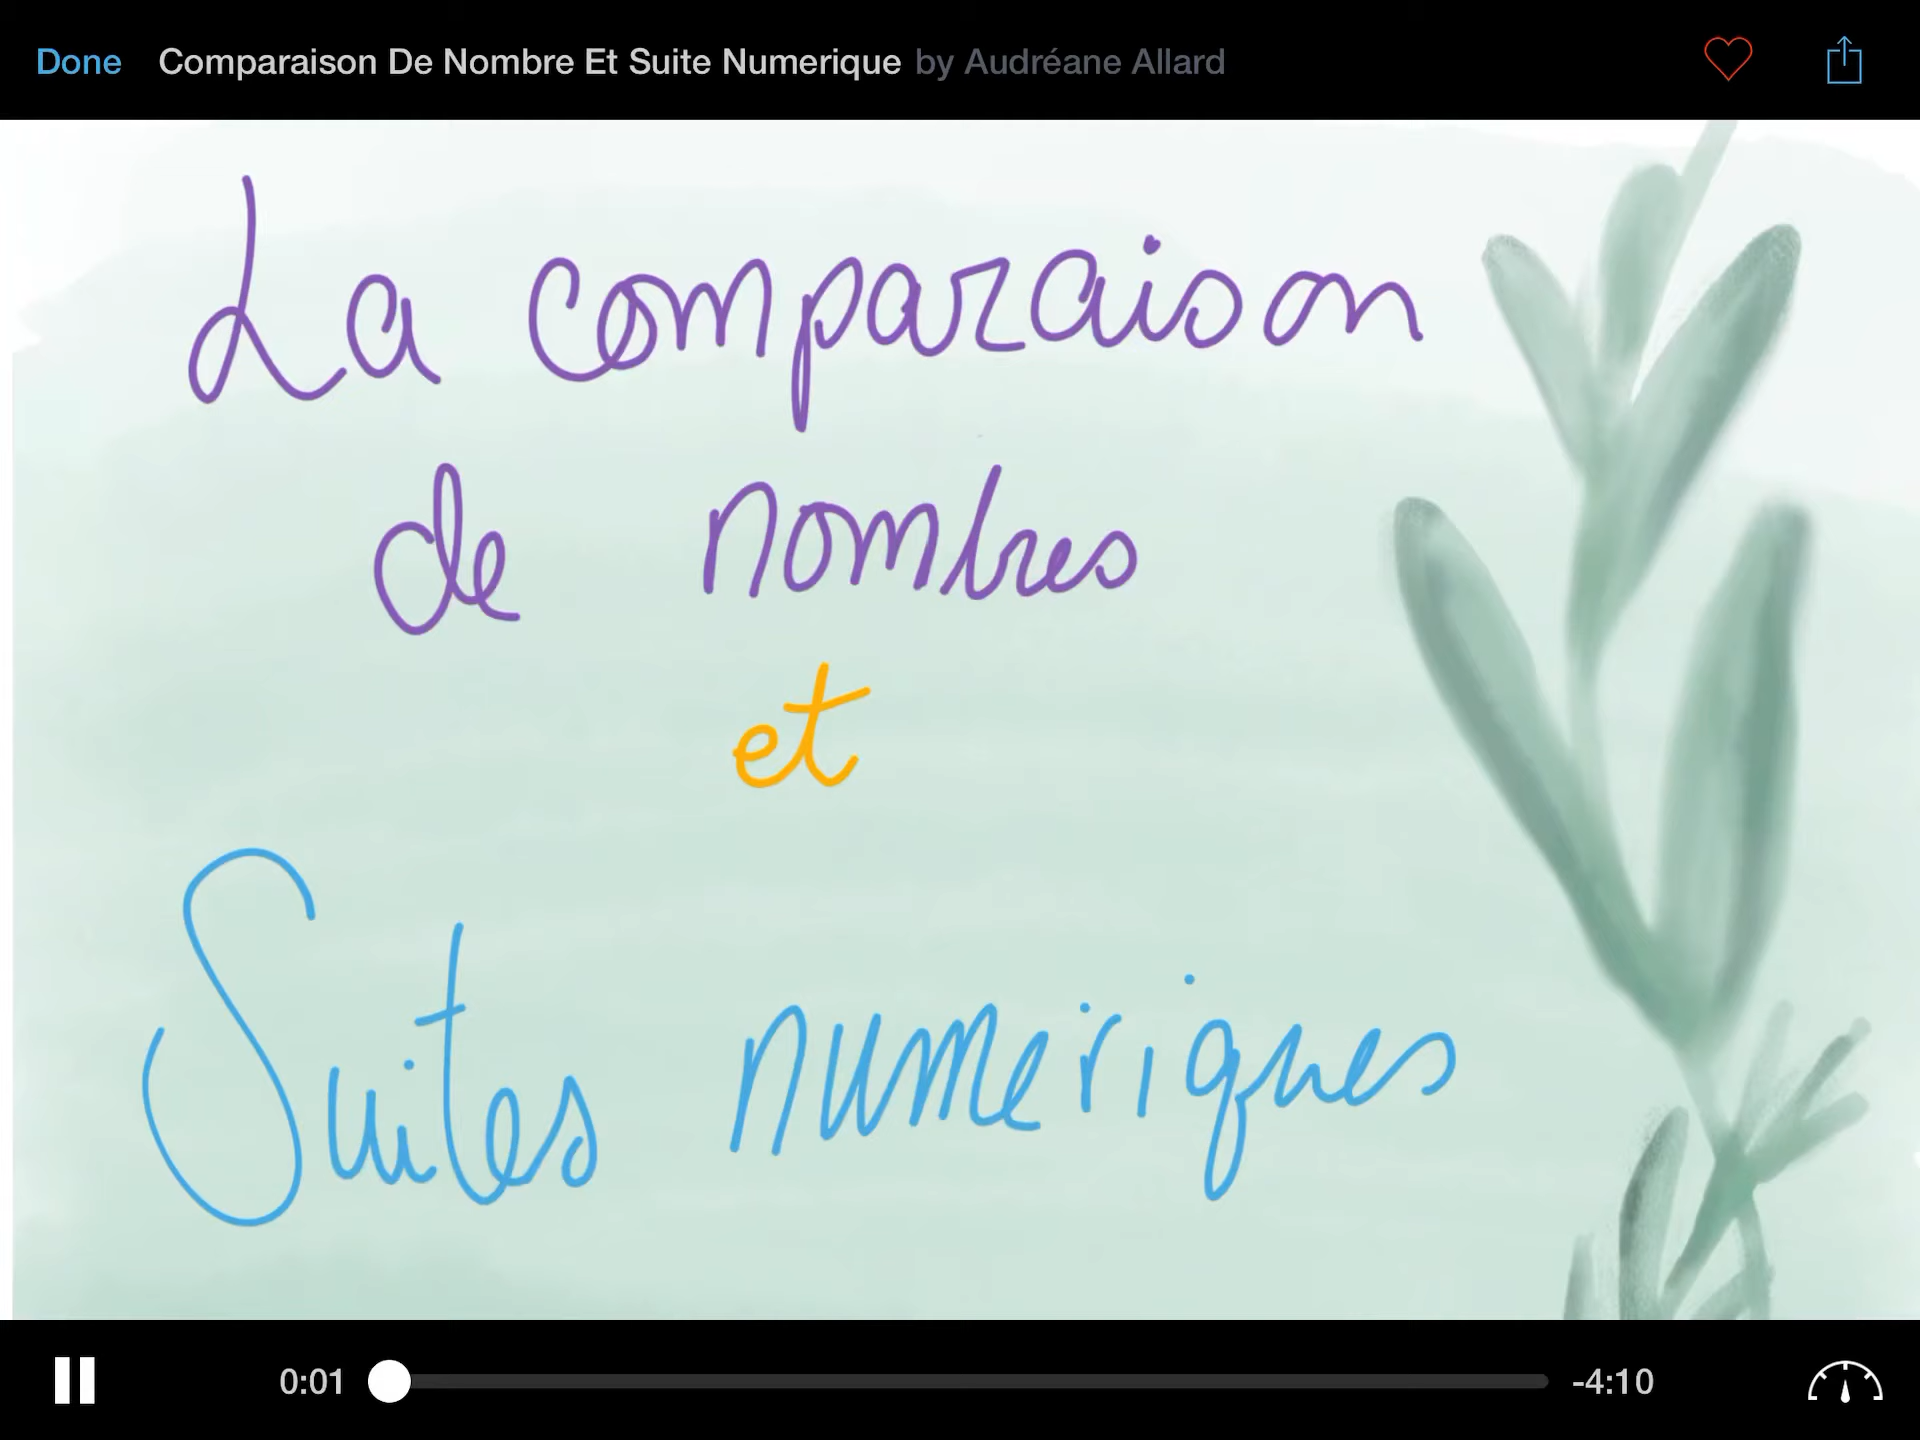 Done Comparaison De Nombre Et Suite Numerique by Audréane Allard
La comparaison
de nombres
et
Suites numériques
0:01 -4:10